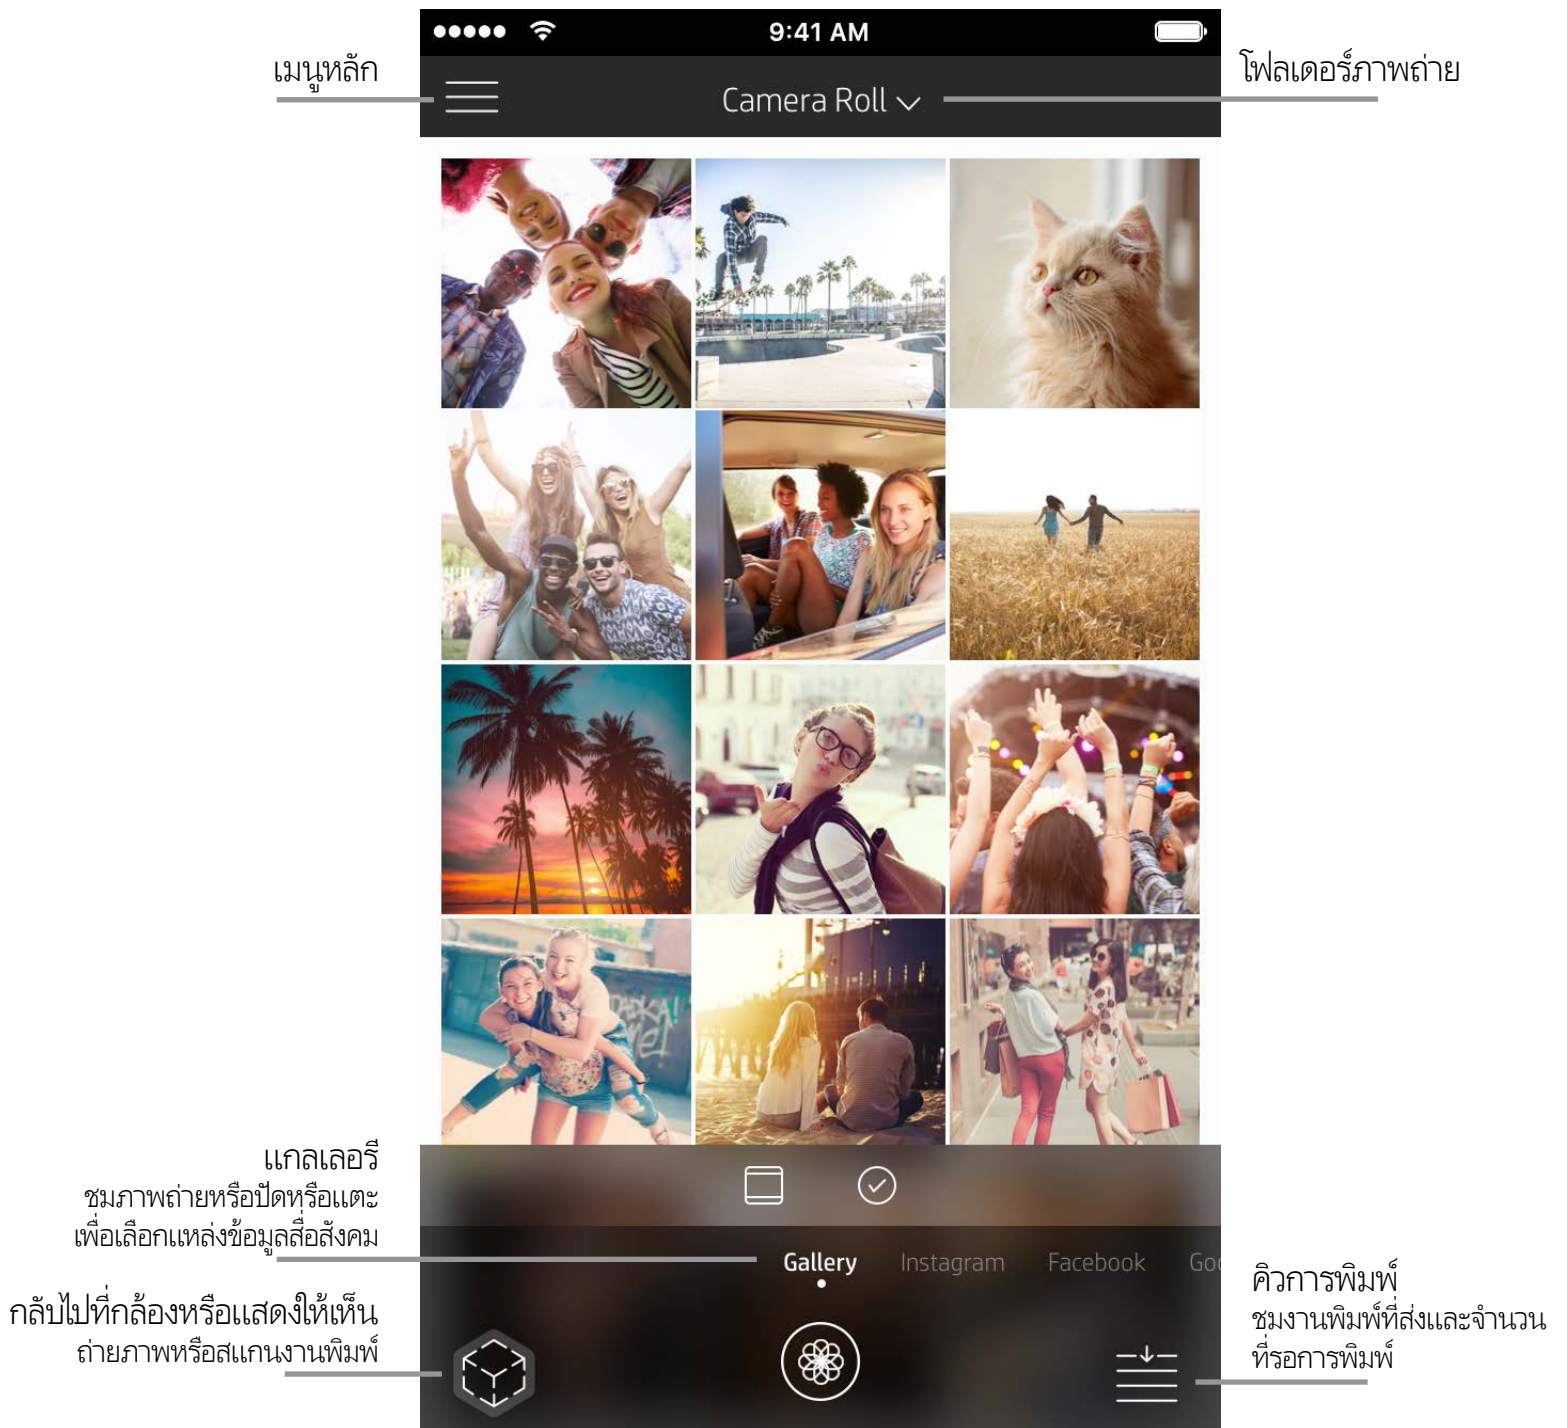 9:41 AM
เมนูหลัก
โฟลเดอร์ภาพถ่าย
Camera Roll
แกลเลอรี
ชมภาพถ่ายหรือปัดหรือแตะ
เพื่อเลือกแหล่งข้อมูลสื่อสังคม
Gallery Instagram Facebook Goo
กลับไปที่กล้องหรือแสดงให้เห็น
ถ่ายภาพหรือสแกนงานพิมพ์
คิวการพิมพ์
ชมงานพิมพ์ที่ส่งและจำนวน
ที่รอการพิมพ์